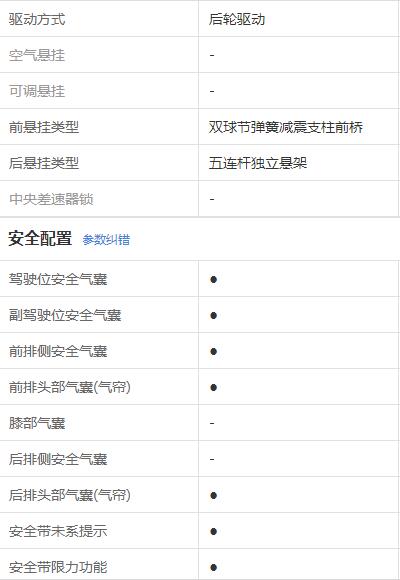 驱动方式 后轮驱动
空气悬挂 -
可调悬挂 -
前悬挂类型 双球节弹簧减震支柱前桥
后悬挂类型 五连杆独立悬架
中央差速器锁 -
安全配置 参数纠错
驾驶位安全气囊 ●
副驾驶位安全气囊 ●
前排侧安全气囊 ●
前排头部气囊(气帘) ●
膝部气囊 -
后排侧安全气囊 -
后排头部气囊(气帘) ●
安全带未系提示 ●
安全带限力功能 ●